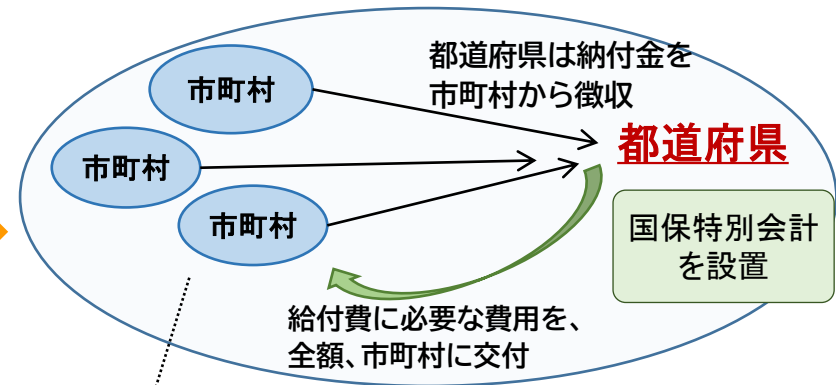 都道府県は納付金を
市町村から徴収
市町村
市町村
市町村
都道府県
国保特別会計
を設置
給付費に必要な費用を、
全額、市町村に交付